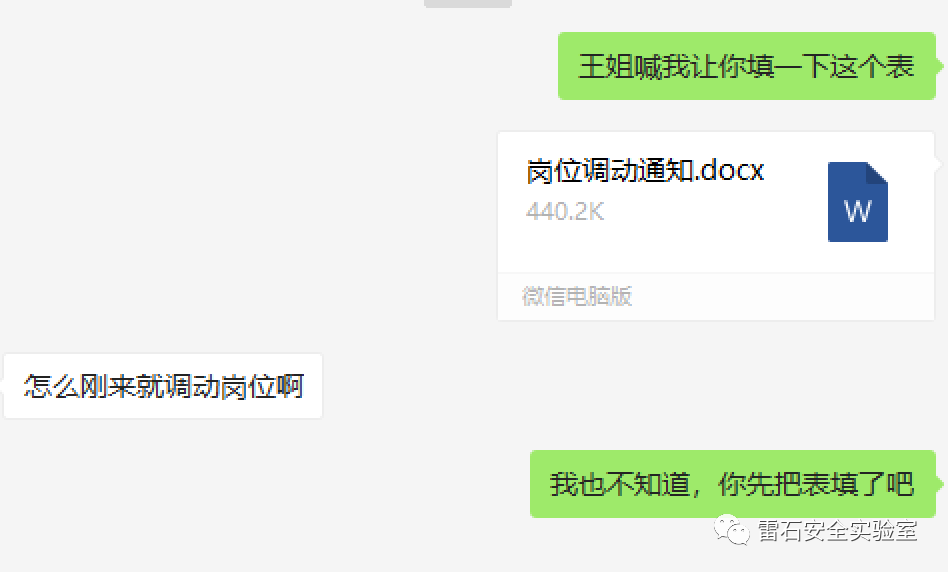 王姐喊我让你填一下这个表
岗位调动通知.docx
440.2K
W
微信电脑版
怎么刚来就调动岗位啊
我也不知道，你先把表填了吧
雷石安全实验室